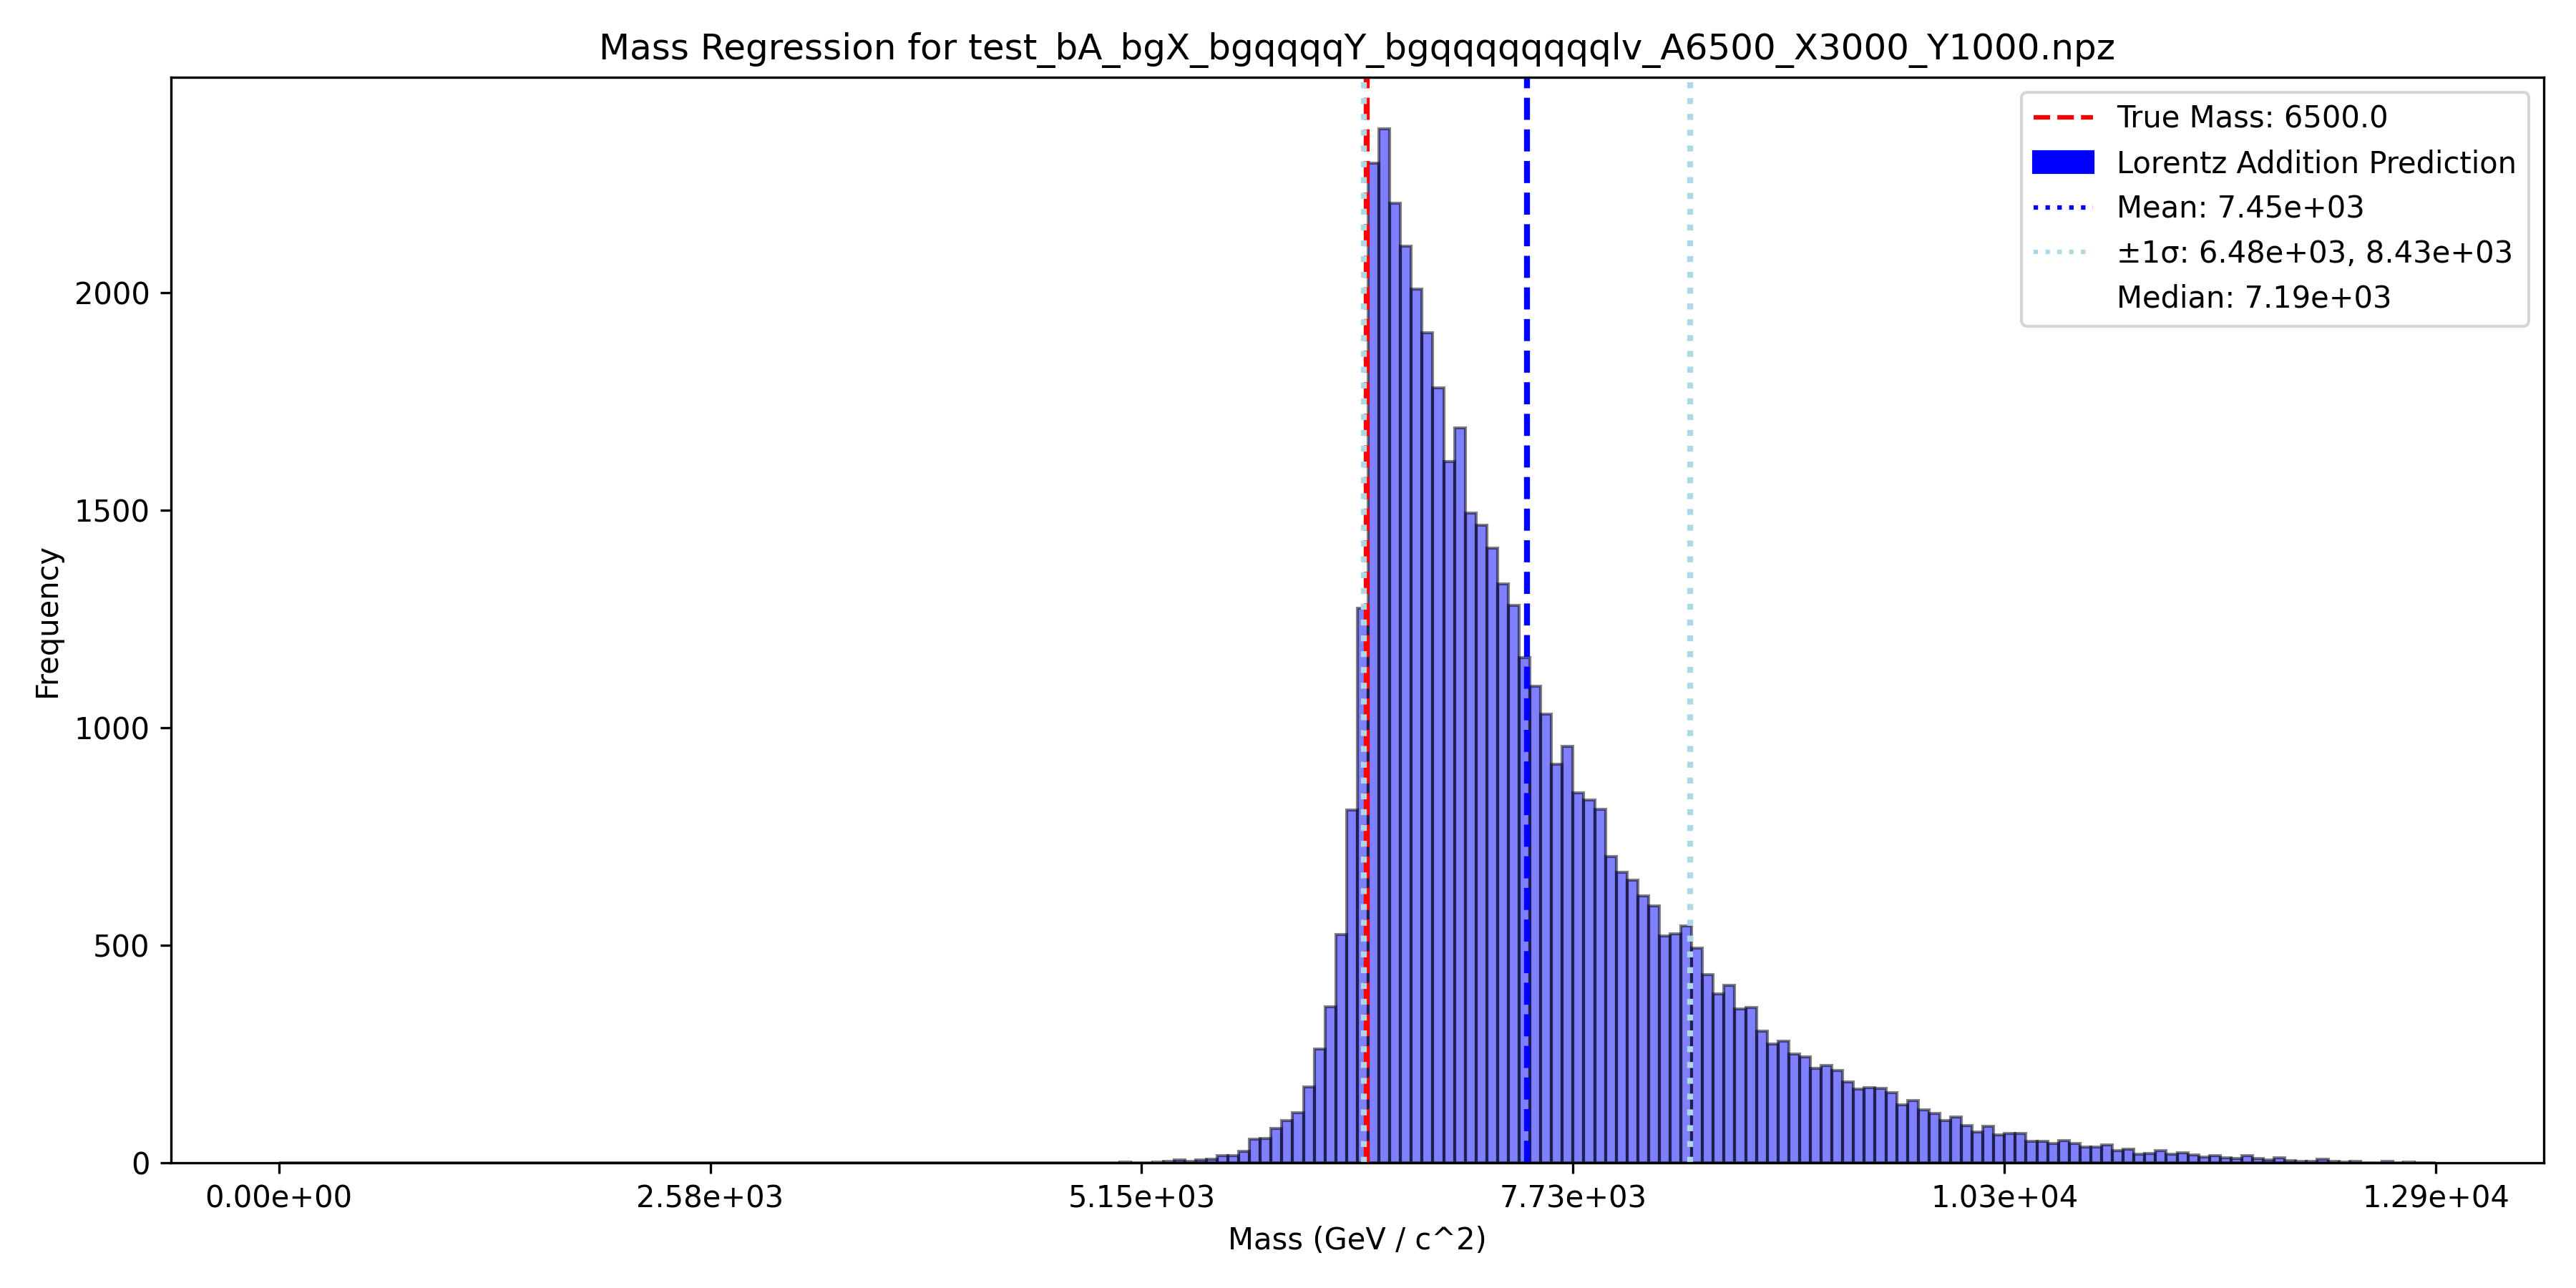 Mass Regression for test_bA_bgX_bgqqqqY_bgqqqqqqqqlv_A6500_X3000_Y1000.npz
True Mass: 6500.0
Lorentz Addition Prediction
Mean: 7.45e+03
±1σ: 6.48e+03, 8.43e+03
Median: 7.19e+03
Frequency
2000
1500
1000
500
0
0.00e+00 2.58e+03 5.15e+03 7.73e+03 1.03e+04 1.29e+04
Mass (GeV / c^2)